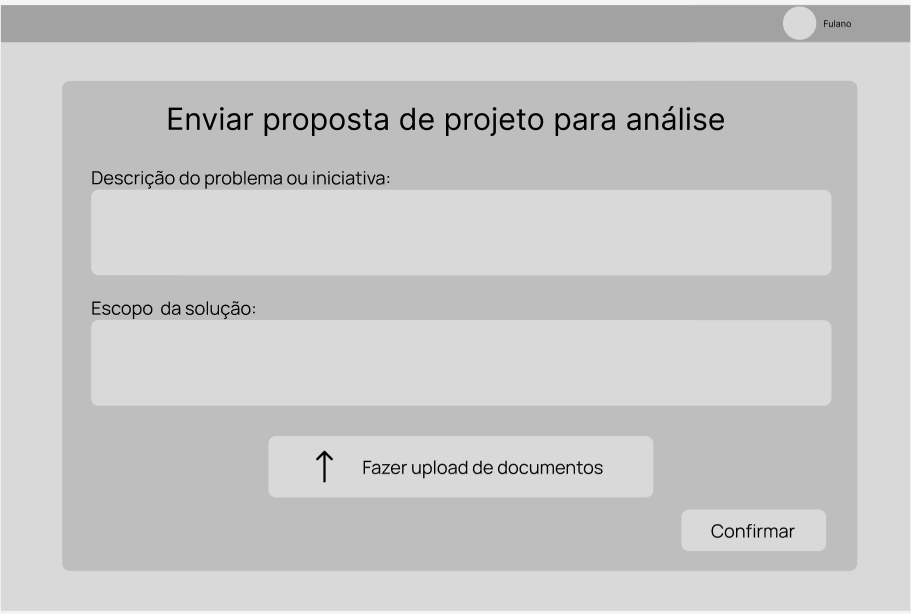 Fulano
Enviar proposta de projeto para análise
Descrição do problema ou iniciativa:
Escopo  da solução:
Fazer upload de documentos
Confirmar